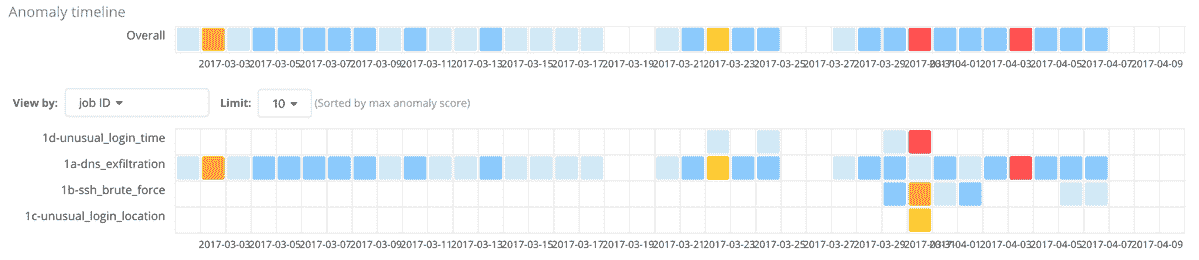 Anomaly timeline
Overall
2017-03-03 2017-03-05 2017-03-07 2017-03-09 2017-03-11 2017-03-13 2017-03-15 2017-03-17 2017-03-19 2017-03-21 2017-03-23 2017-03-25 2017-03-27 2017-03-29 2017-03-31 2017-04-01 2017-04-03 2017-04-05 2017-04-07 2017-04-09
View by: job ID Limit: 10 (Sorted by max anomaly score)
1d-unusual_login_time
1a-dns_exfiltration
1b-ssh_brute_force
1c-unusual_login_location
2017-03-03 2017-03-05 2017-03-07 2017-03-09 2017-03-11 2017-03-13 2017-03-15 2017-03-17 2017-03-19 2017-03-21 2017-03-23 2017-03-25 2017-03-27 2017-03-29 2017-03-31 2017-04-01 2017-04-03 2017-04-05 2017-04-07 2017-04-09